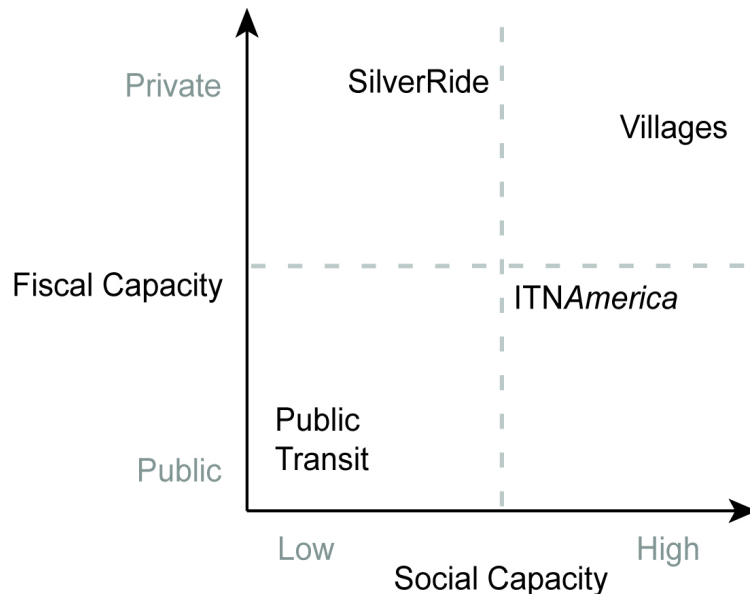 Private
SilverRide
Villages
Fiscal Capacity
ITNAmerica
Public
Transit
Public
Low
High
Social Capacity